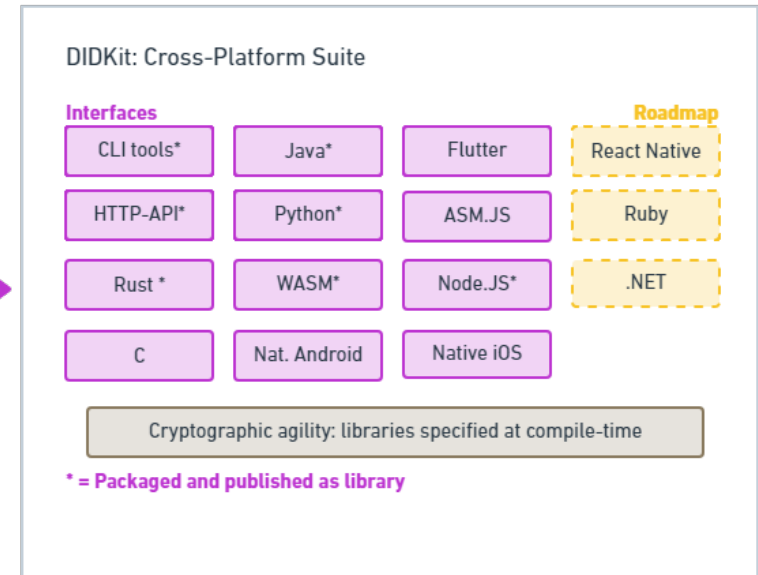 DIDKit: Cross-Platform Suite
Interfaces
Roadmap
CLI tools*
Java*
Flutter
React Native
HTTP-API*
Python*
ASM.JS
Ruby
Rust *
WASM*
Node.JS*
.NET
C
Nat. Android
Native iOS
Cryptographic agility: libraries specified at compile-time
* = Packaged and published as library